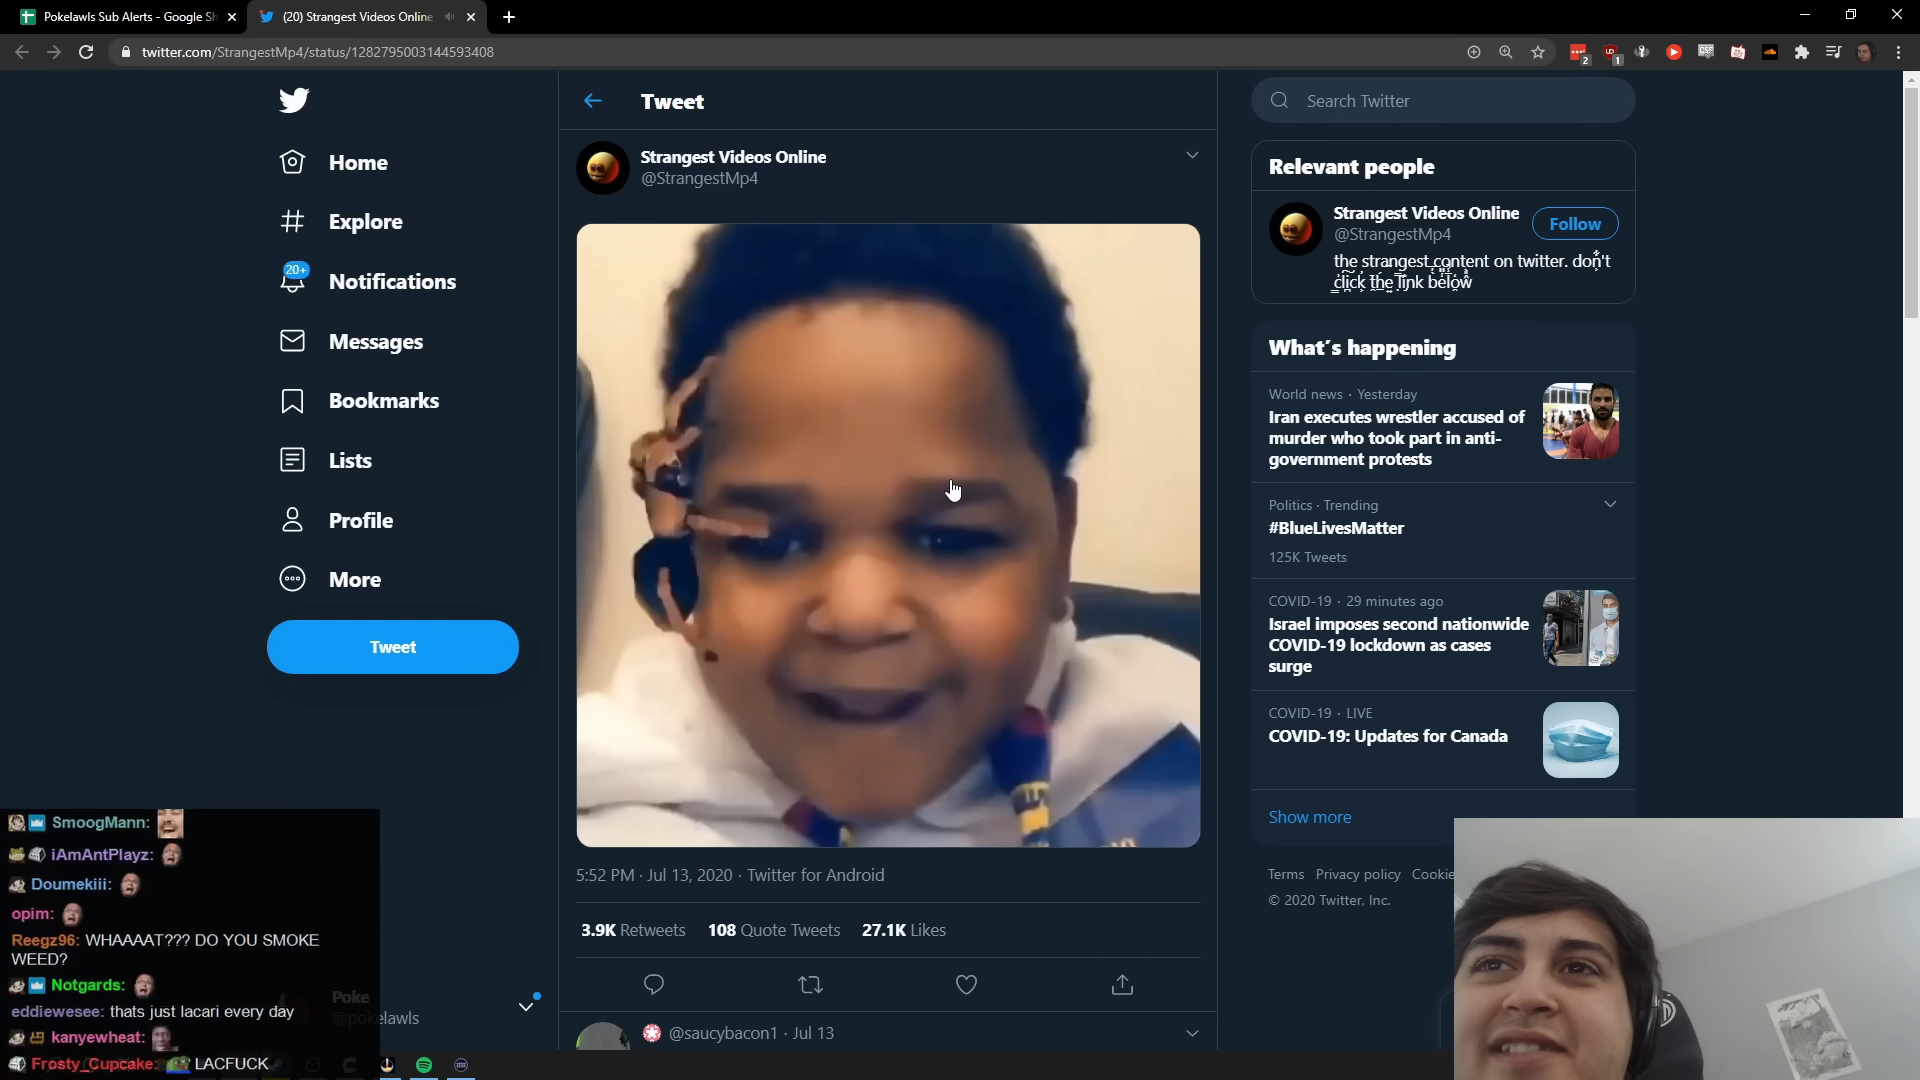 Pokelawls Sub Alerts - Google Sh
(20) Strangest Videos Online
twitter.com/StrangestMp4/status/1282795003144593408
Home
Explore
20+
Notifications
Messages
Bookmarks
Lists
Profile
More
Tweet
Poke
@pokelawls
Tweet
Strangest Videos Online
@StrangestMp4
5:52 PM · Jul 13, 2020 · Twitter for Android
3.9K Retweets 108 Quote Tweets 27.1K Likes
@saucybacon1 · Jul 13
Search Twitter
Relevant people
Strangest Videos Online
@StrangestMp4
Follow
the strangest content on twitter. don't
click the link below
What's happening
World news · Yesterday
Iran executes wrestler accused of
murder who took part in anti-
government protests
Politics · Trending
#BlueLivesMatter
125K Tweets
COVID-19 · 29 minutes ago
Israel imposes second nationwide
COVID-19 lockdown as cases
surge
COVID-19 · LIVE
COVID-19: Updates for Canada
Show more
Terms Privacy policy Cookie
© 2020 Twitter, Inc.
SmoogMann:
iAmAntPlayz:
Doumekiii:
opim:
Reegz96: WHAAAAT??? DO YOU SMOKE
WEED?
Notgards:
eddiewesee: thats just lacari every day
kanyewheat:
Frosty_Cupcake: LACFUCK